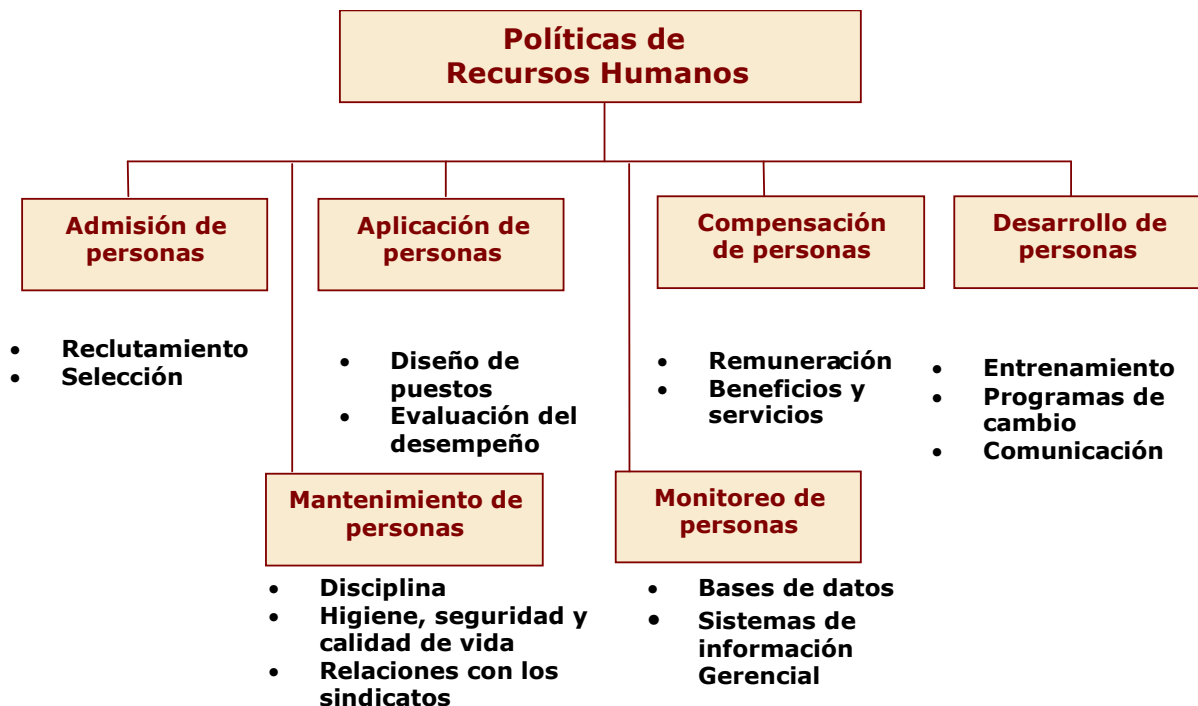 Políticas de
Recursos Humanos
Admisión de
personas
Aplicación de
personas
Compensación
de personas
Desarrollo de
personas
• Reclutamiento
• Selección
• Diseño de
puestos
• Evaluación del
desempeño
• Remuneración
• Beneficios y
servicios
• Entrenamiento
• Programas de
cambio
• Comunicación
Mantenimiento de
personas
Monitoreo de
personas
• Disciplina
• Higiene, seguridad y
calidad de vida
• Relaciones con los
sindicatos
• Bases de datos
• Sistemas de
información
Gerencial